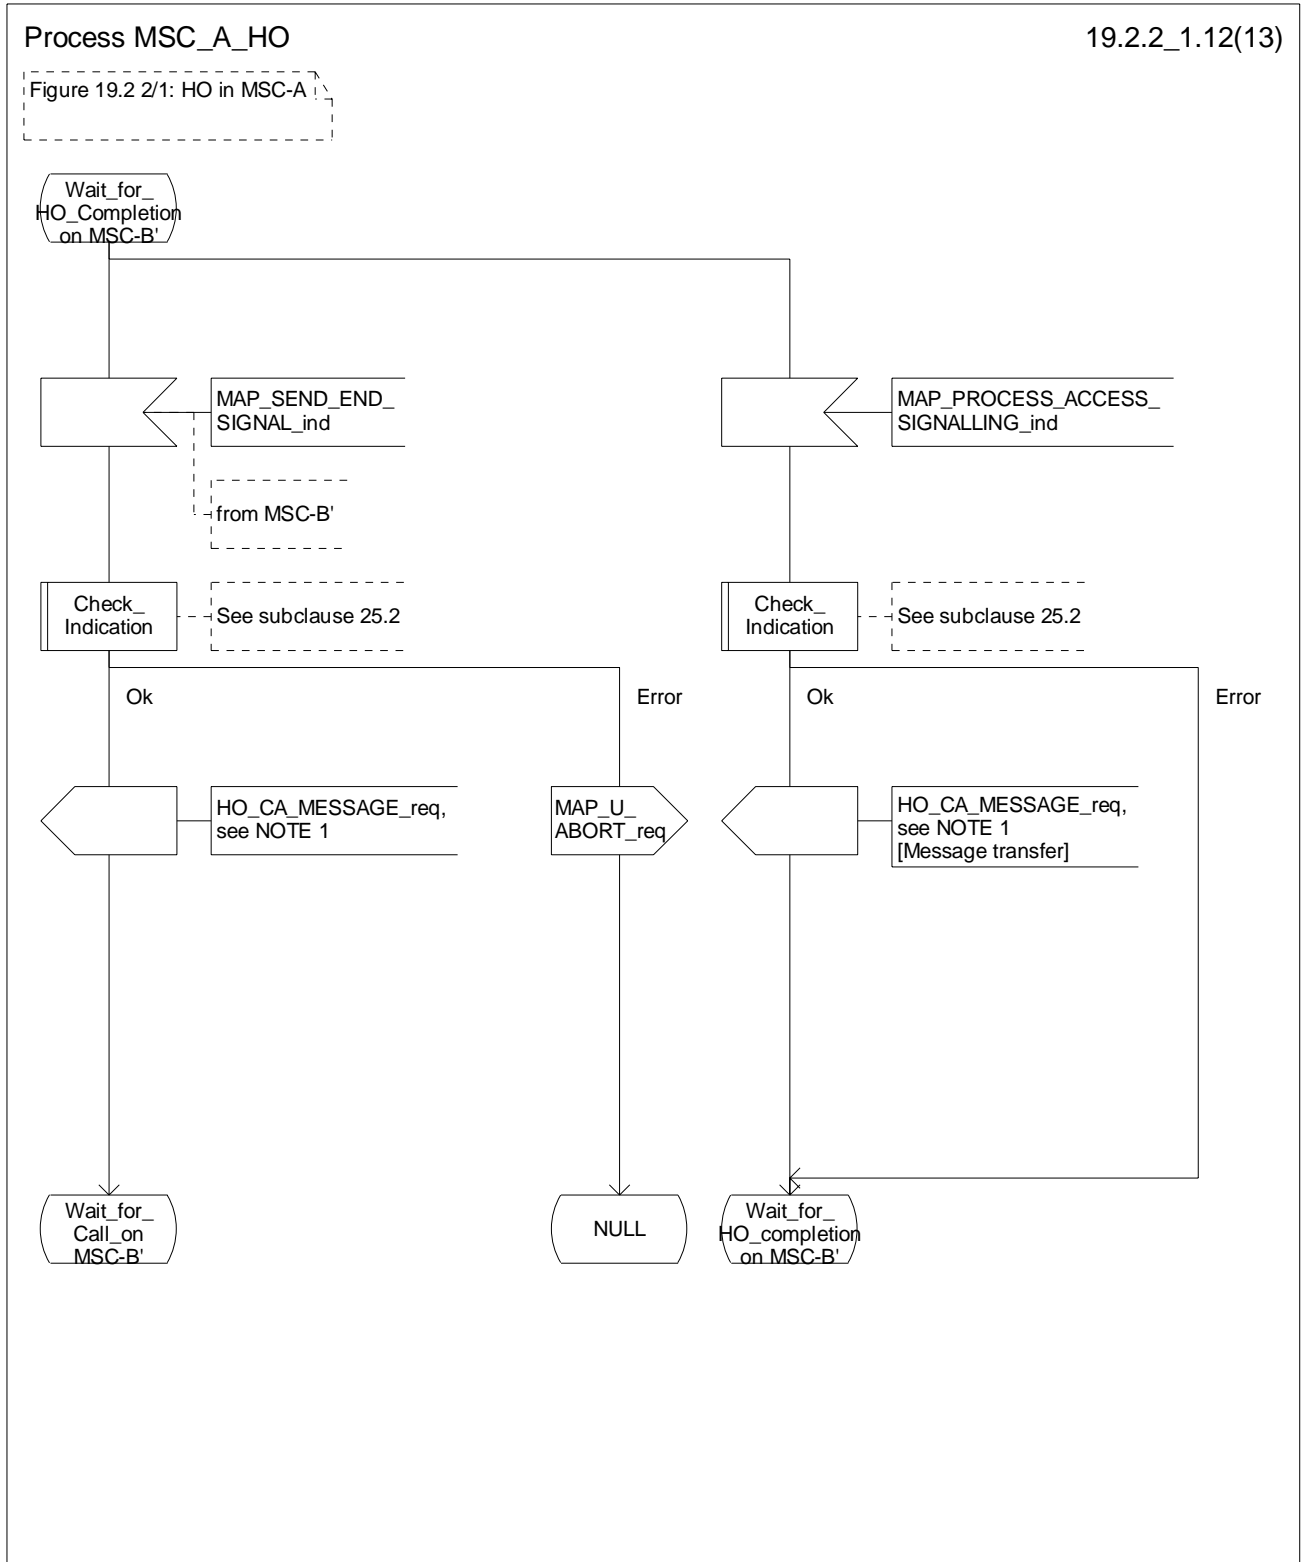 Process MSC_A_HO
19.2.2_1.12(13)
Figure 19.2 2/1: HO in MSC-A
Wait_for_
HO_Completion
on MSC-B'
MAP_SEND_END_
SIGNAL_ind
MAP_PROCESS_ACCESS_
SIGNALLING_ind
from MSC-B'
Check_
Indication
See subclause 25.2
Check_
Indication
See subclause 25.2
Ok
Error
Ok
Error
HO_CA_MESSAGE_req,
see NOTE 1
MAP_U_
ABORT_req
HO_CA_MESSAGE_req,
see NOTE 1
[Message transfer]
Wait_for_
Call_on
MSC-B'
NULL
Wait_for_
HO_completion
on MSC-B'